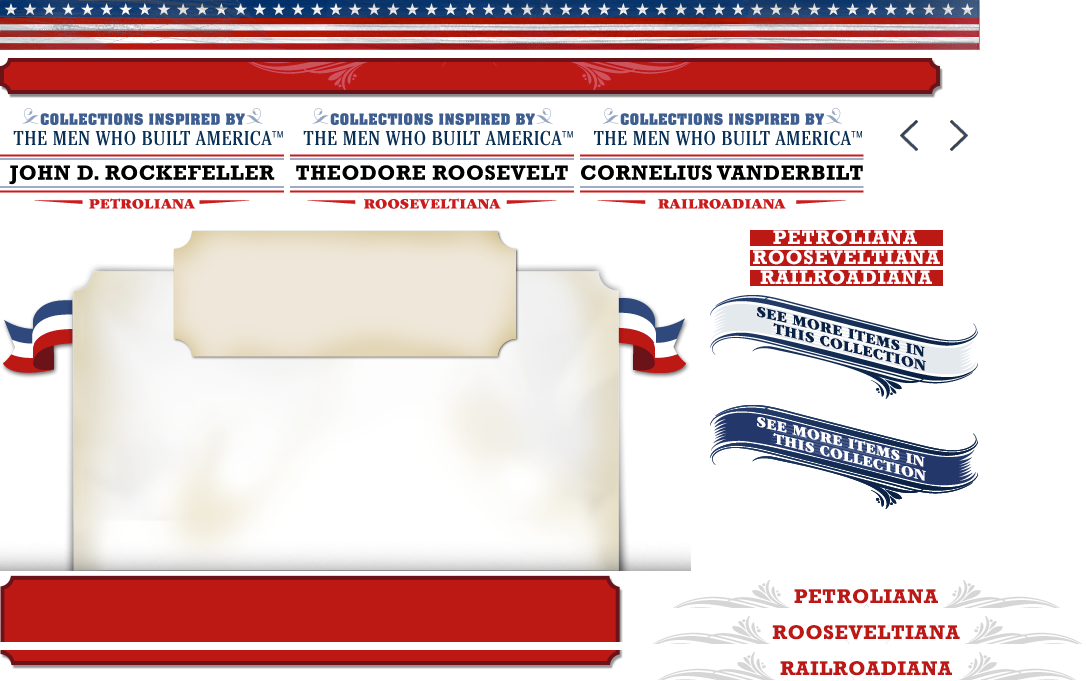 COLLECTIONS INSPIRED BY
THE MEN WHO BUILT AMERICA™
JOHN D. ROCKEFELLER
PETROLIANA
COLLECTIONS INSPIRED BY
THE MEN WHO BUILT AMERICA™
THEODORE ROOSEVELT
ROOSEVELTIANA
COLLECTIONS INSPIRED BY
THE MEN WHO BUILT AMERICA™
CORNELIUS VANDERBILT
RAILROADIANA
PETROLIANA
ROOSEVELTIANA
RAILROADIANA
SEE MORE ITEMS IN
THIS COLLECTION
SEE MORE ITEMS IN
THIS COLLECTION
PETROLIANA
ROOSEVELTIANA
RAILROADIANA